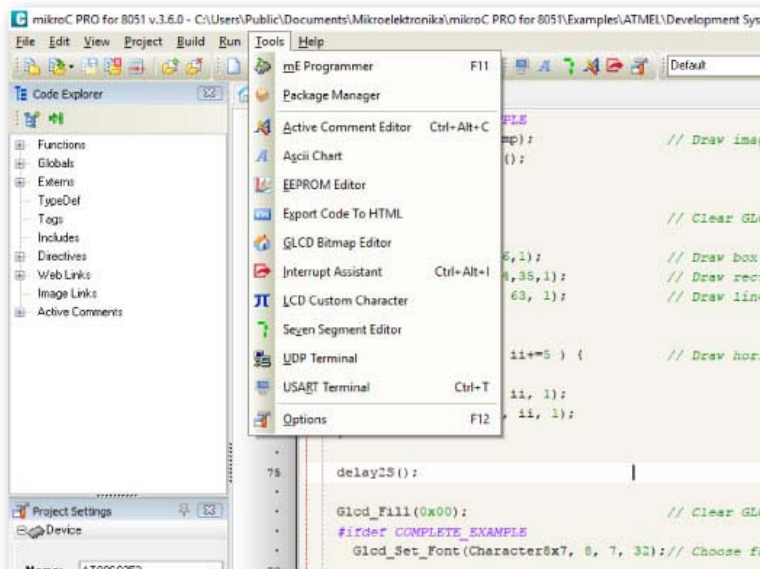 mikroC PRO for 8051 v.3.6.0 - C:\Users\Public\Documents\Mikroelektronika\mikroC PRO for 8051\Examples\ATMEL\Development Sys
File Edit View Project Build Run Tools Help
Default
Code Explorer
Functions
Globals
Externs
TypeDef
Tags
Includes
Directives
Web Links
Image Links
Active Comments
mE Programmer F11
Package Manager
Active Comment Editor Ctrl+Alt+C
Ascii Chart
EEPROM Editor
Export Code To HTML
GLCD Bitmap Editor
Interrupt Assistant Ctrl+Alt+I
LCD Custom Character
Seven Segment Editor
UDP Terminal
USART Terminal Ctrl+T
Options F12
PLE
mp); // Draw imag
();
// Clear GL
6,1); // Draw box
,35,1); // Draw rect
63, 1); // Draw line
ii+=5 ) { // Draw hori
ii, 1);
, ii, 1);
75 delay2S();
Glcd_Fill(0x00); // Clear GL
#ifdef COMPLETE_EXAMPLE
Glcd_Set_Font(Character8x7, 8, 7, 32);// Choose f
Project Settings
Device